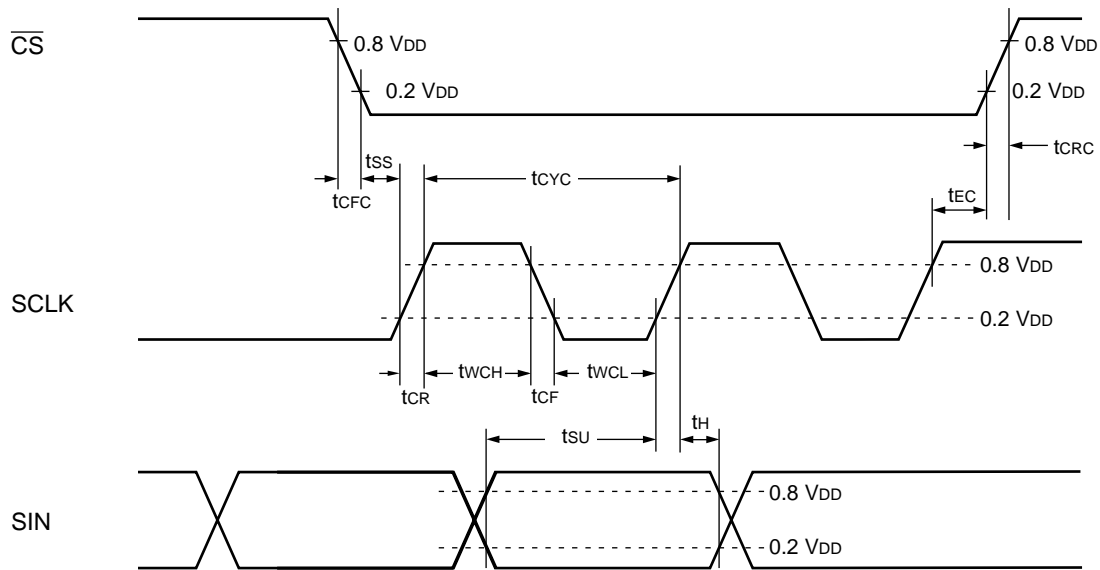 CS
0.8 VDD
0.8 VDD
0.2 VDD
0.2 VDD
tSS
tCYC
tCRC
tCFC
tEC
0.8 VDD
SCLK
0.2 VDD
tWCH
tWCL
tCR
tCF
tSU
tH
0.8 VDD
SIN
0.2 VDD